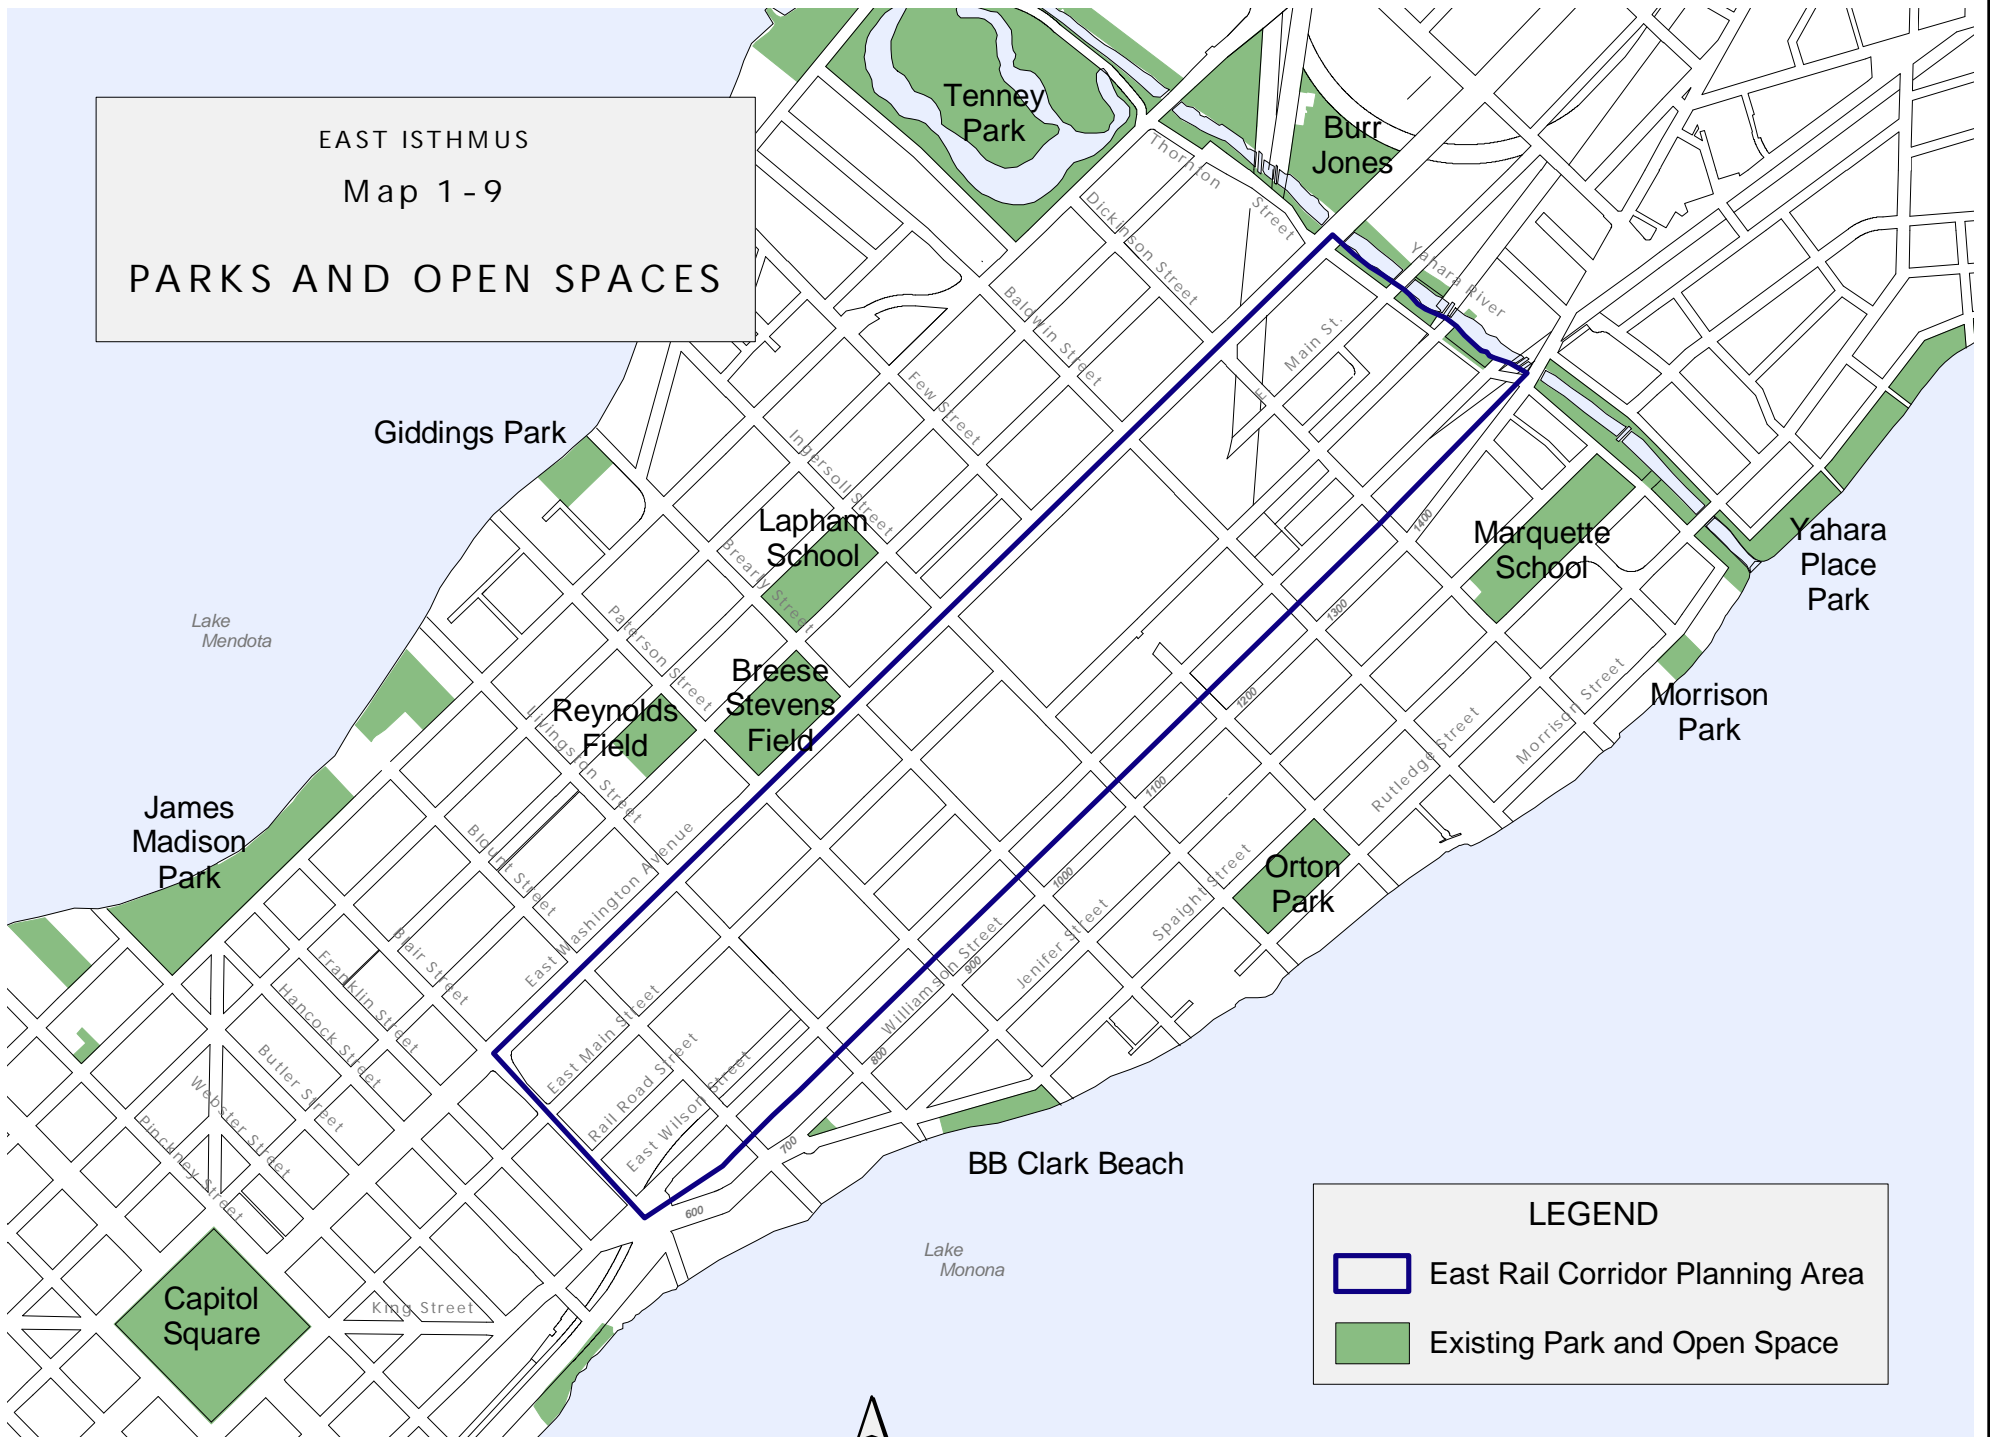 EAST ISTHMUS
Map 1-9
PARKS AND OPEN SPACES
Tenney
Park
Burr
Jones
Thornton
Street
Dickinson Street
Yahara River
Baldwin Street
E Main St.
Few Street
Giddings Park
Ingersoll Street
Lapham
School
Brearly Street
1400
Marquette
School
Yahara
Place
Park
Lake
Mendota
Paterson Street
1300
Breese
Stevens
Field
Reynolds
Field
Livingston Street
1200
Morrison Street
Morrison
Park
Rutledge Street
James
Madison
Park
Blount Street
East Washington Avenue
1100
Orton
Park
Spaight Street
1000
Blair Street
Franklin Street
Hancock Street
Jenifer Street
Williamson Street
900
East Main Street
Rail Road Street
East Wilson Street
800
Butler Street
Webster Street
Pinckney Street
700
BB Clark Beach
600
Lake
Monona
Capitol
Square
King Street
LEGEND
East Rail Corridor Planning Area
Existing Park and Open Space